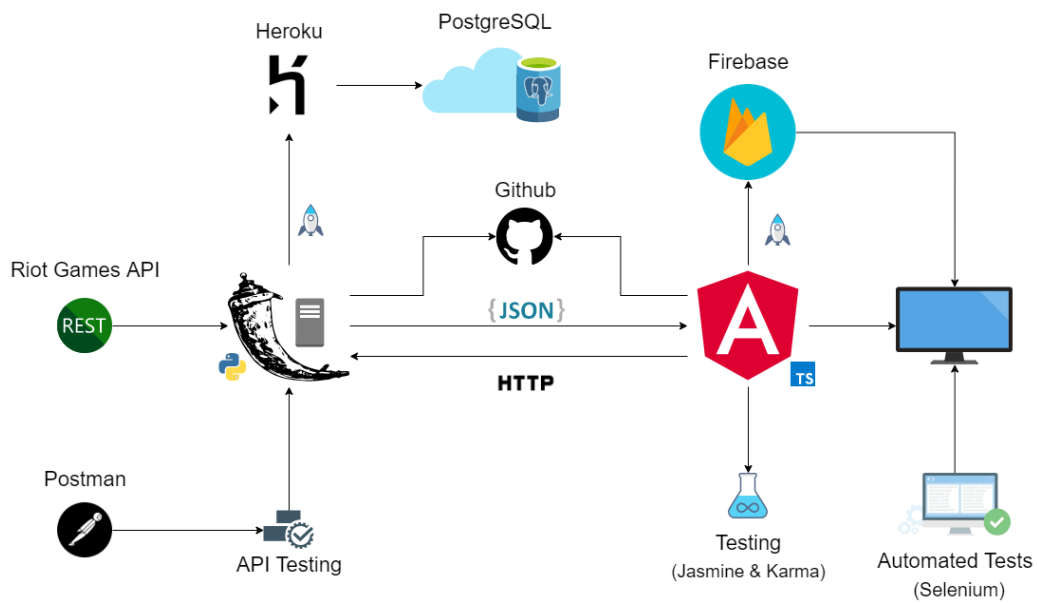 Heroku
PostgreSQL
Firebase
Github
Riot Games API
REST
{JSON}
HTTP
TS
Postman
API Testing
Testing
(Jasmine & Karma)
Automated Tests
(Selenium)